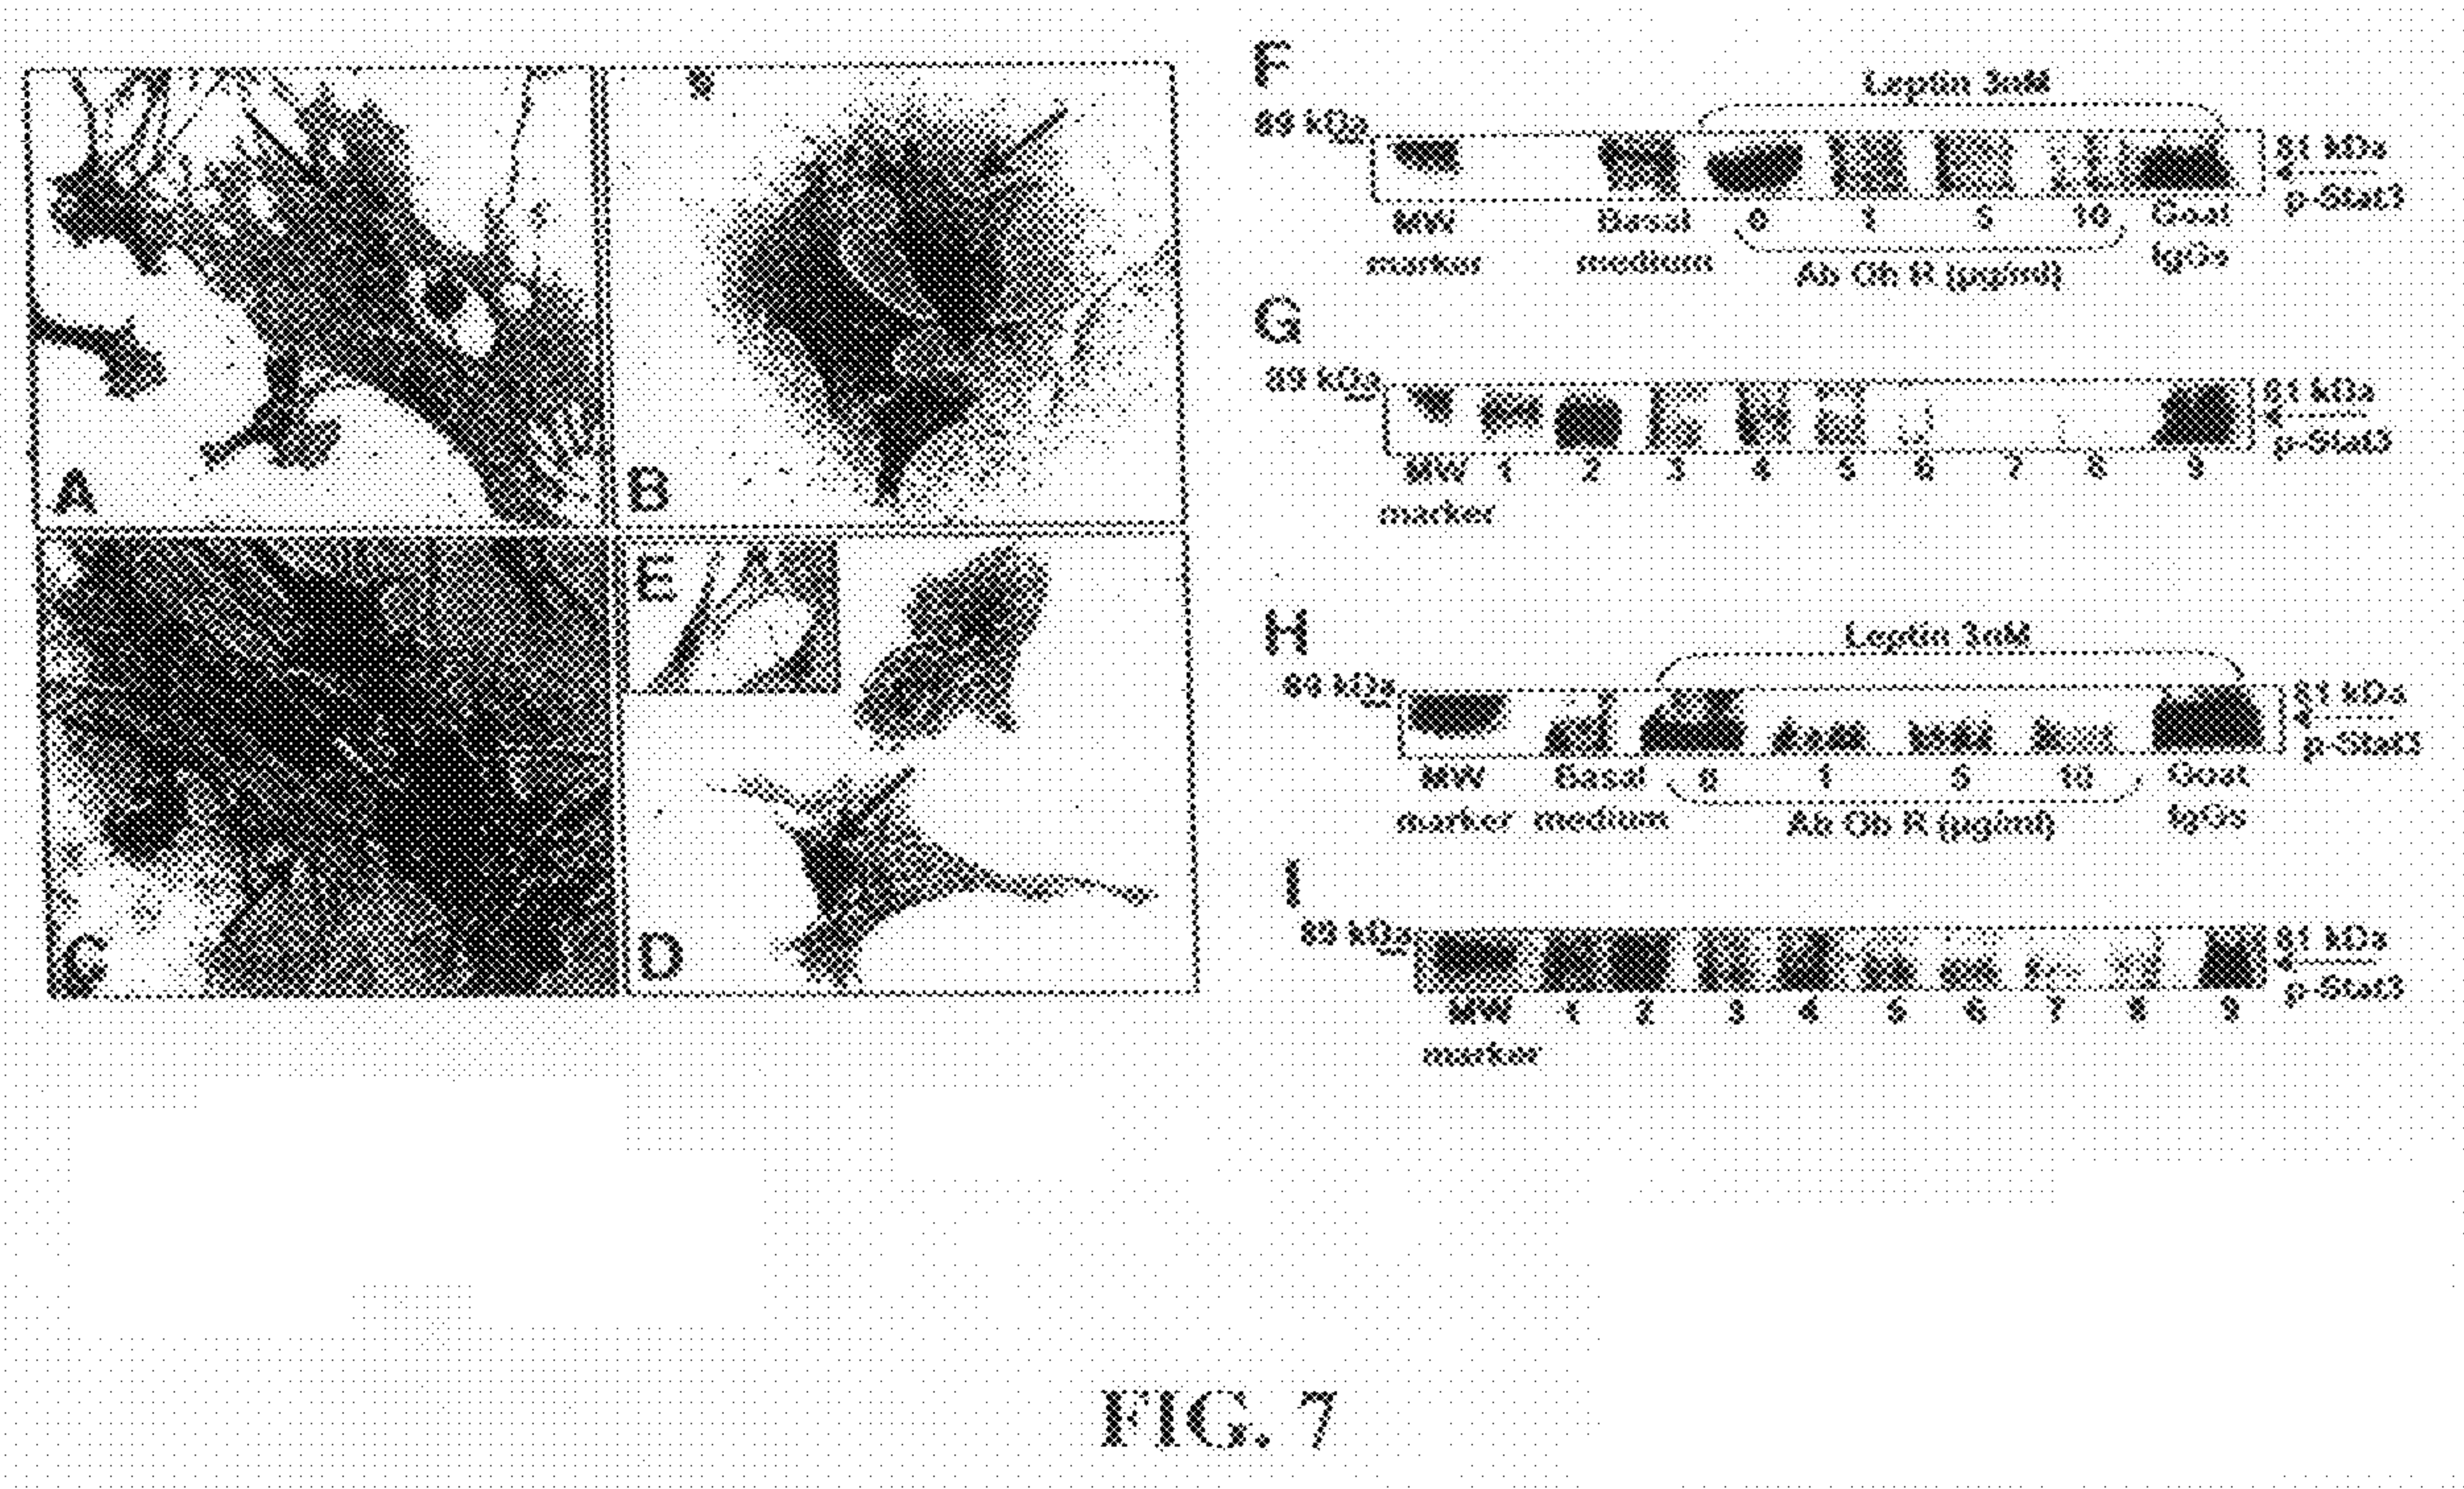 A
B
C
D
E
F
Leptin 3nM
89 kDa
81 kDa
p-Stat3
MW
marker
Basal
medium
0 1 5 10
Ab Ob R (µg/ml)
Goat
IgGs
G
89 kDa
81 kDa
p-Stat3
MW 1 2 3 4 5 6 7 8 9
marker
H
Leptin 3nM
89 kDa
81 kDa
p-Stat3
MW
marker
Basal
medium
0 1 5 10
Ab Ob R (µg/ml)
Goat
IgGs
I
89 kDa
81 kDa
p-Stat3
MW 1 2 3 4 5 6 7 8 9
marker
FIG. 7